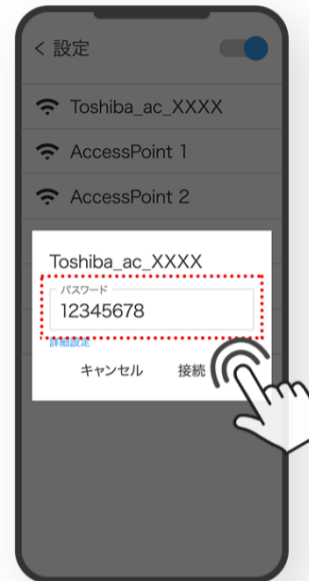 < 設定
Toshiba_ac_XXXX
AccessPoint 1
AccessPoint 2
Toshiba_ac_XXXX
パスワード
12345678
詳細設定
キャンセル 接続